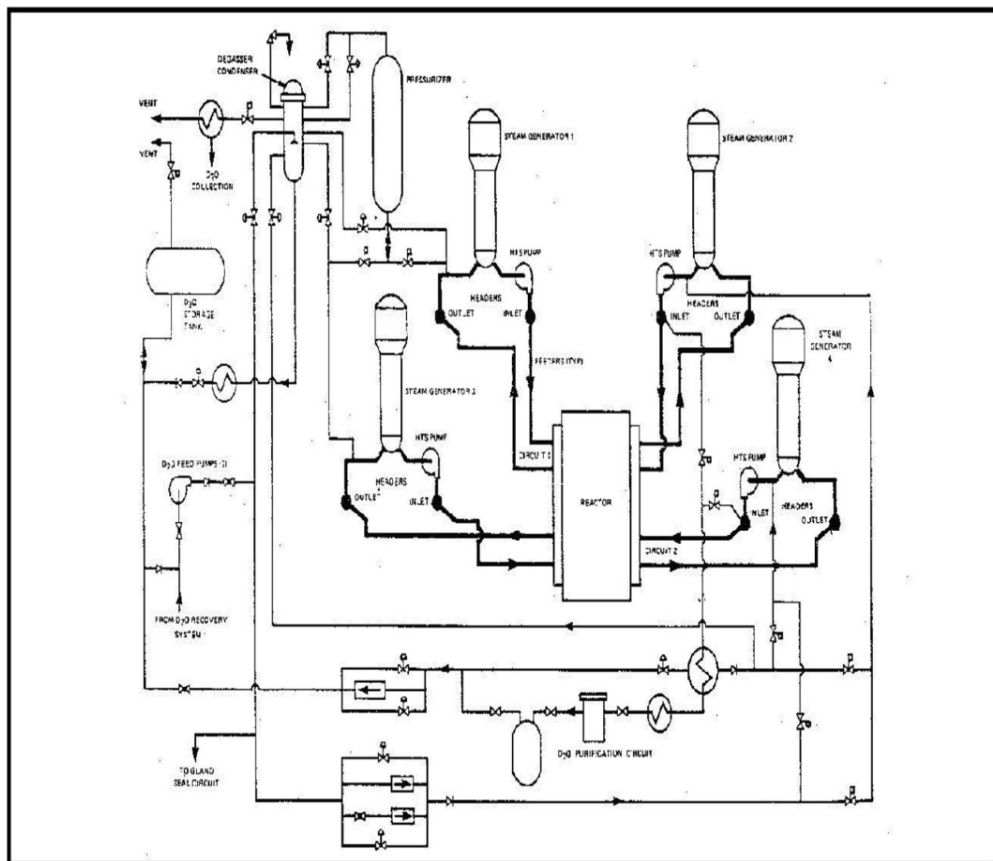 DEGASSER
CONDENSER
PRESSURIZER
VENT
STEAM GENERATOR 1
STEAM GENERATOR 2
VENT
D2O
COLLECTION
HTS PUMP
HTS PUMP
D2O
STORAGE
TANK
HEADERS
OUTLET
INLET
HEADERS
INLET
OUTLET
STEAM
GENERATOR
4
FEEDERS (TYP)
STEAM GENERATOR 3
HTS PUMP
CIRCUIT 1
HTS PUMP
D2O FEED PUMPS (2)
HEADERS
OUTLET
INLET
REACTOR
HEADERS
INLET
OUTLET
CIRCUIT 2
FROM D2O RECOVERY
SYSTEM
D2O PURIFICATION CIRCUIT
TO GLAND
SEAL CIRCUIT